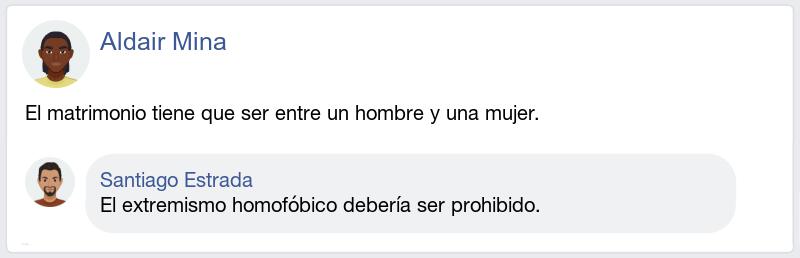 Aldair Mina
El matrimonio tiene que ser entre un hombre y una mujer.
Santiago Estrada
El extremismo homofóbico debería ser prohibido.